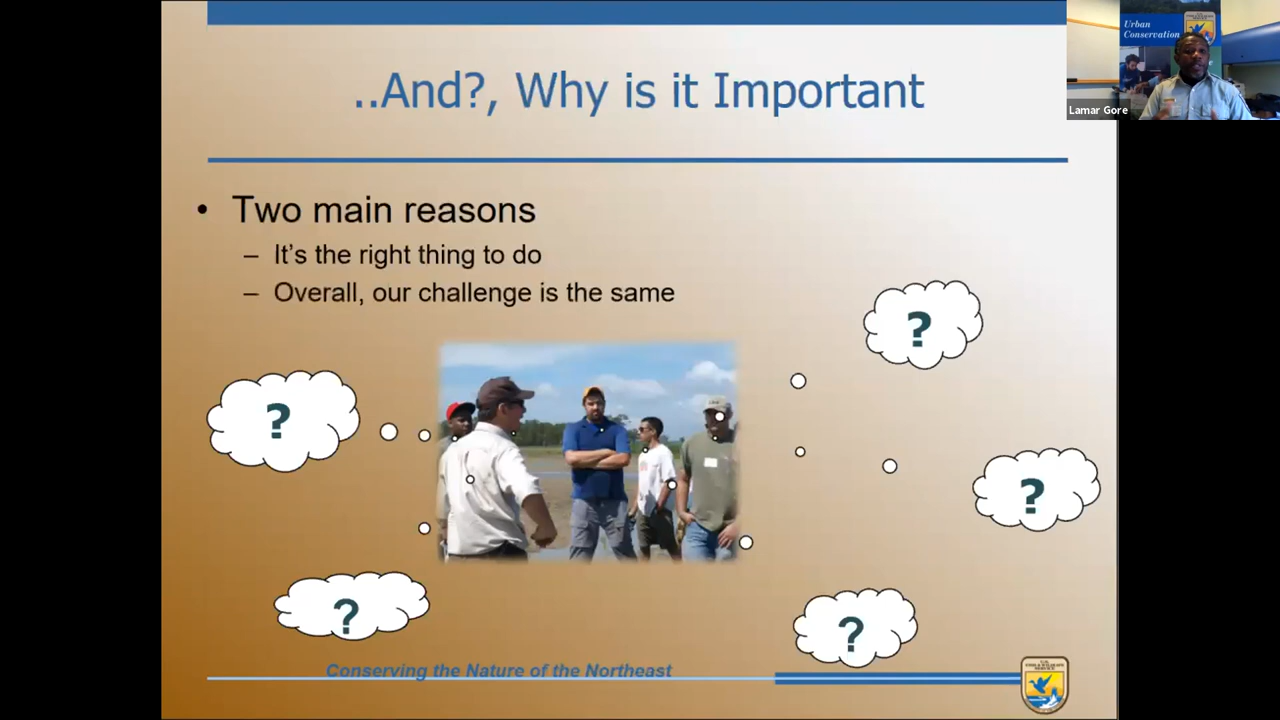 ..And?, Why is it Important
Urban
Conservation
Lamar Gore
• Two main reasons
– It's the right thing to do
– Overall, our challenge is the same
?
?
?
?
?
Conserving the Nature of the Northeast